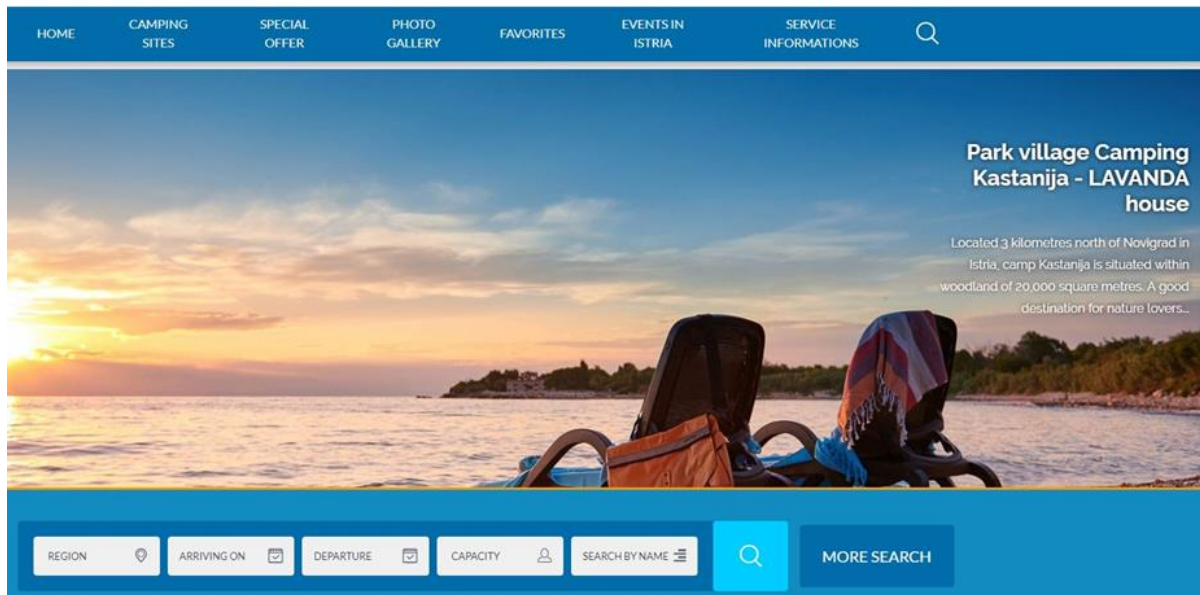 HOME
CAMPING
SITES
SPECIAL
OFFER
PHOTO
GALLERY
FAVORITES
EVENTS IN
ISTRIA
SERVICE
INFORMATIONS
Park village Camping
Kastanija - LAVANDA
house
Located 3 kilometres north of Novigrad in
Istria, camp Kastanija is situated within
woodland of 20,000 square metres. A good
destination for nature lovers...
REGION
ARRIVING ON
DEPARTURE
CAPACITY
SEARCH BY NAME
MORE SEARCH